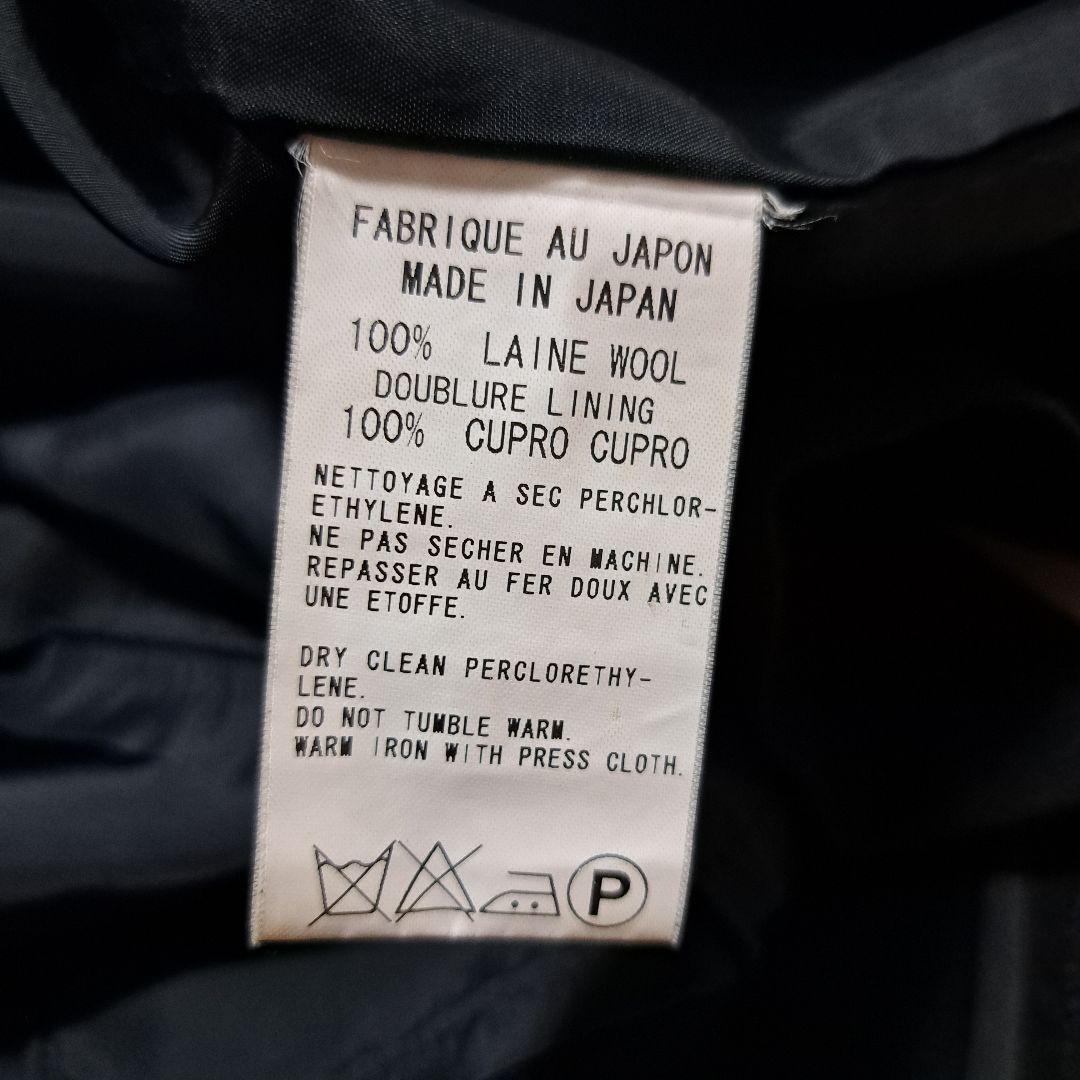 FABRIQUE AU JAPON
MADE IN JAPAN
100% LAINE WOOL
DOUBLURE LINING
100% CUPRO CUPRO
NETTOYAGE A SEC PERCHLOR-
ETHYLENE.
NE PAS SECHER EN MACHINE.
REPASSER AU FER DOUX AVEC
UNE ETOFFE.
DRY CLEAN PERCLORETHY-
LENE.
DO NOT TUMBLE WARM.
WARM IRON WITH PRESS CLOTH.
P